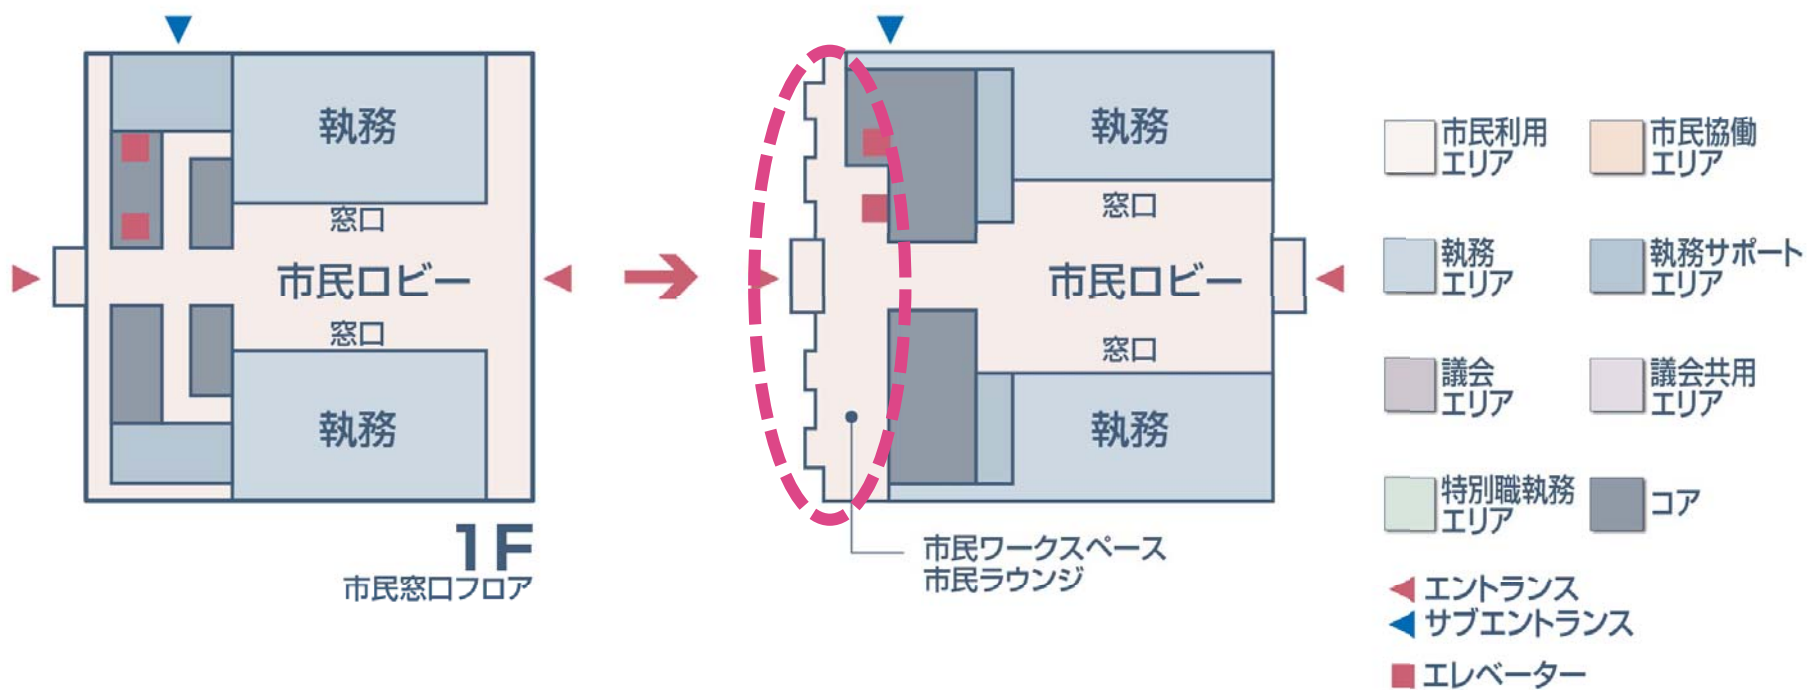 執務
窓口
市民ロビー
窓口
執務
1F
市民窓口フロア
執務
窓口
市民ロビー
窓口
執務
市民ワークスペース
市民ラウンジ
市民利用
エリア
市民協働
エリア
執務
エリア
執務サポート
エリア
議会
エリア
議会共用
エリア
特別職執務
エリア
コア
エントランス
サブエントランス
エレベーター